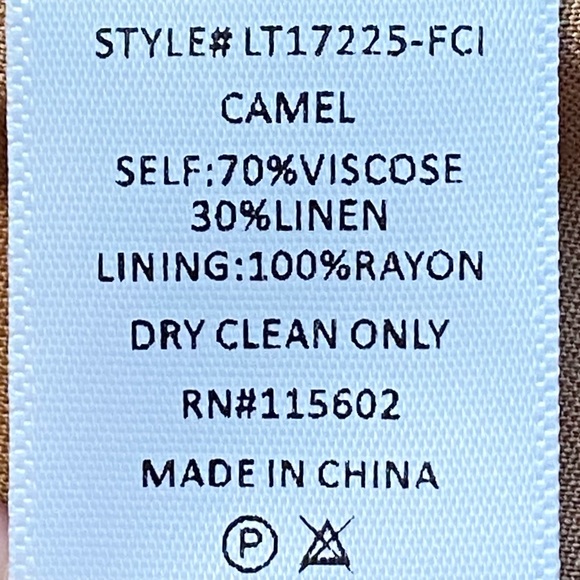 STYLE# LT17225-FCI
CAMEL
SELF:70%VISCOSE
30%LINEN
LINING:100%RAYON
DRY CLEAN ONLY
RN#115602
MADE IN CHINA
P